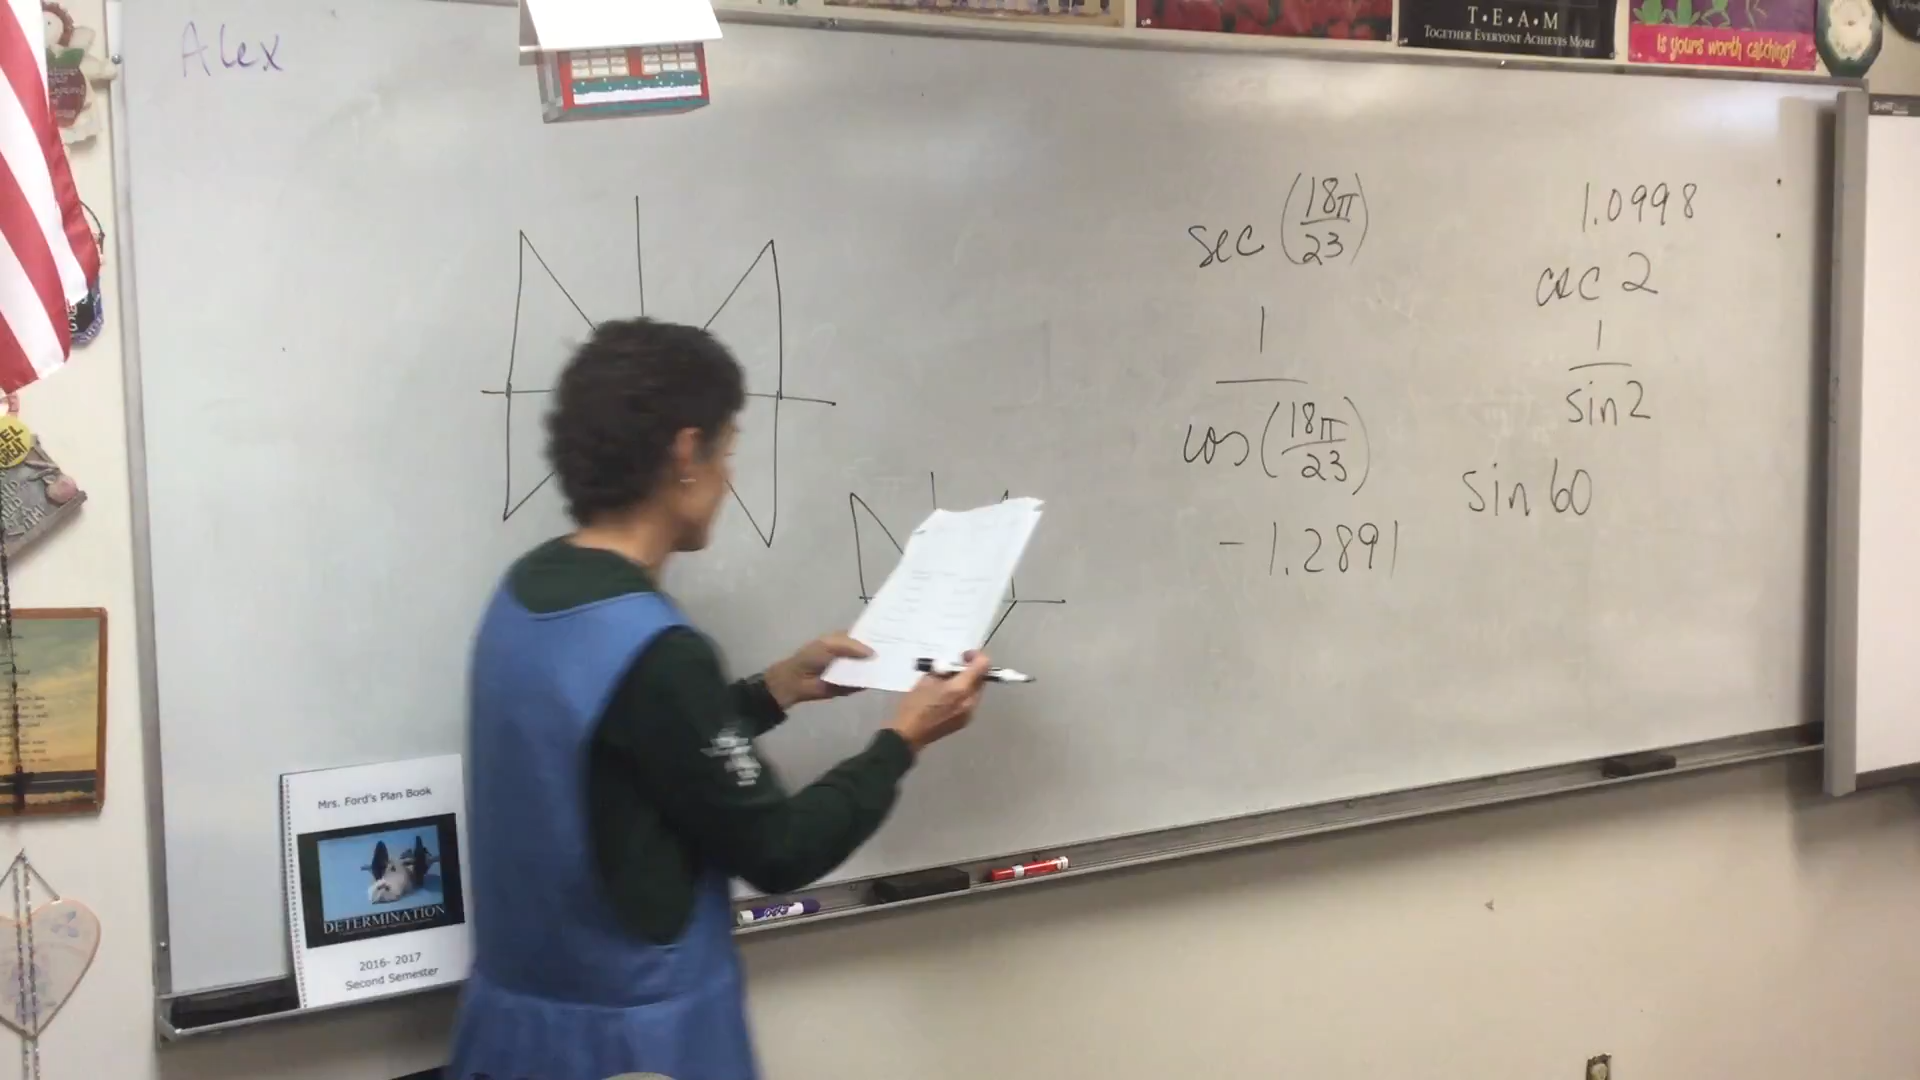 Alex
T•E•A•M
TOGETHER EVERYONE ACHIEVES MORE
Is yours worth catching?
SMART
sec (18π/23)
1
cos (18π/23)
-1.2891
1.0998
csc 2
1
sin 2
sin 60
Mrs. Ford's Plan Book
DETERMINATION
2016- 2017
Second Semester